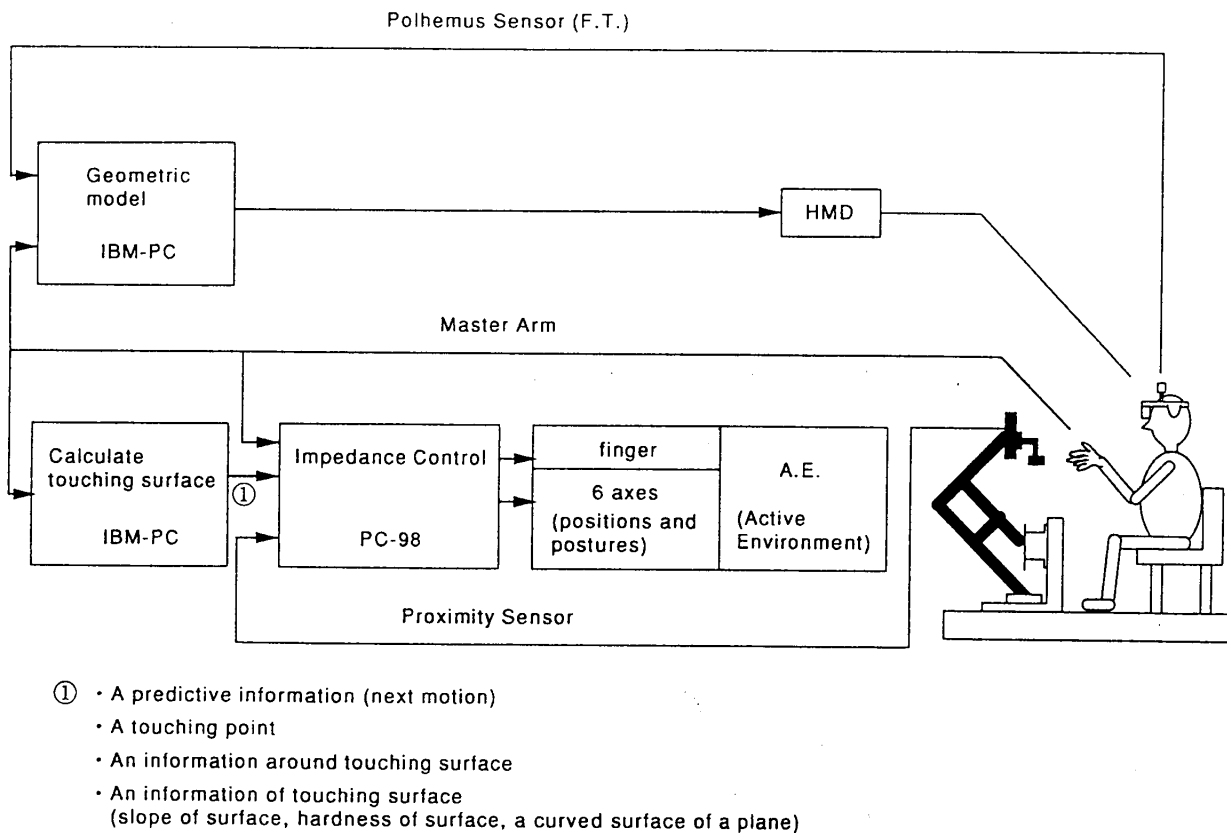 Polhemus Sensor (F.T.)
Geometric
model
IBM-PC
HMD
Master Arm
Calculate
touching surface
IBM-PC
①
Impedance Control
PC-98
finger
6 axes
(positions and
postures)
A.E.
(Active
Environment)
Proximity Sensor
① · A predictive information (next motion)
· A touching point
· An information around touching surface
· An information of touching surface
(slope of surface, hardness of surface, a curved surface of a plane)